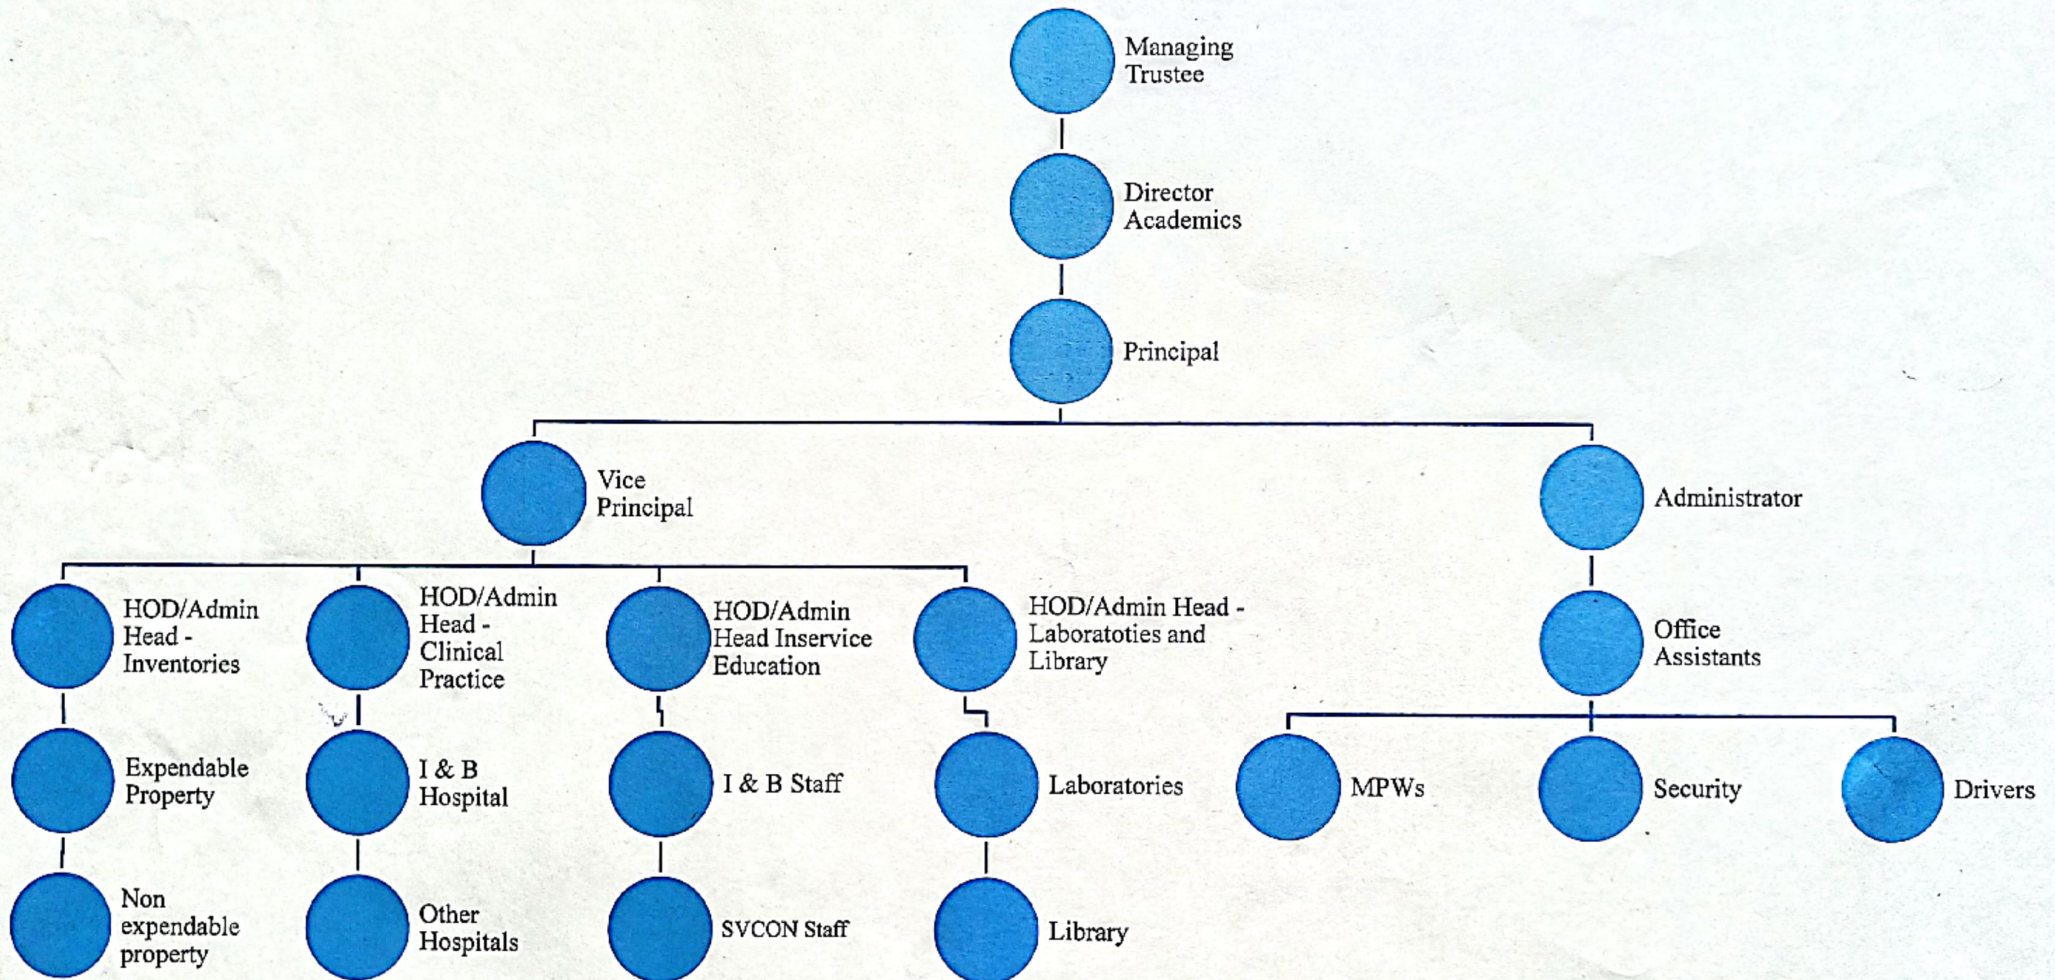 Managing
Trustee
Director
Academics
Principal
Vice
Principal
Administrator
HOD/Admin
Head -
Inventories
HOD/Admin
Head -
Clinical
Practice
HOD/Admin
Head Inservice
Education
HOD/Admin Head -
Laboratoties and
Library
Office
Assistants
Expendable
Property
I & B
Hospital
I & B Staff
Laboratories
MPWs
Security
Drivers
Non
expendable
property
Other
Hospitals
SVCON Staff
Library